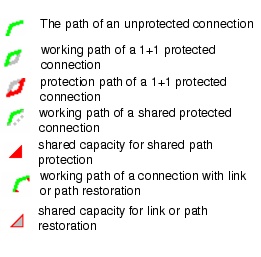 The path of an unprotected connection
working path of a 1+1 protected
connection
protection path of a 1+1 protected
connection
working path of a shared protected
connection
shared capacity for shared path
protection
working path of a connection with link
or path restoration
shared capacity for link or path
restoration